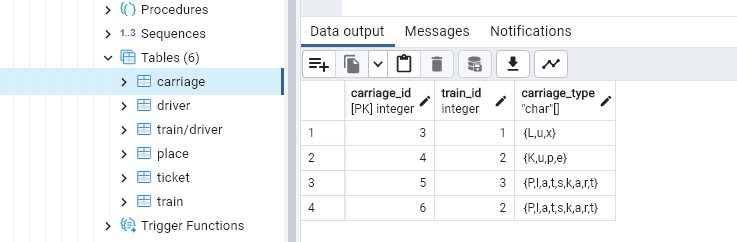 Procedures
1..3 Sequences
Tables (6)
carriage
driver
train/driver
place
ticket
train
Trigger Functions
Data output Messages Notifications
carriage_id train_id carriage_type
[PK] integer integer "char"[]
1 3 1 {L,u,x}
2 4 2 {K,u,p,e}
3 5 3 {P,l,a,t,s,k,a,r,t}
4 6 2 {P,l,a,t,s,k,a,r,t}